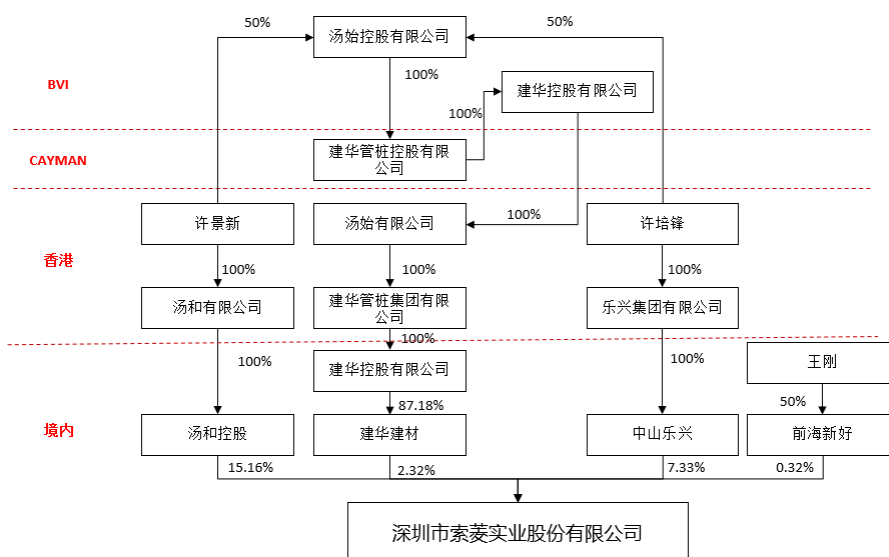 50%
汤始控股有限公司
50%
100%
BVI
建华控股有限公司
100%
建华管桩控股有限
公司
CAYMAN
许景新
汤始有限公司
100%
许培锋
香港
100%
100%
100%
汤和有限公司
建华管桩集团有限
公司
乐兴集团有限公司
100%
100%
建华控股有限公司
100%
王刚
87.18%
50%
境内
汤和控股
建华建材
中山乐兴
前海新好
15.16%
2.32%
7.33%
0.32%
深圳市索菱实业股份有限公司